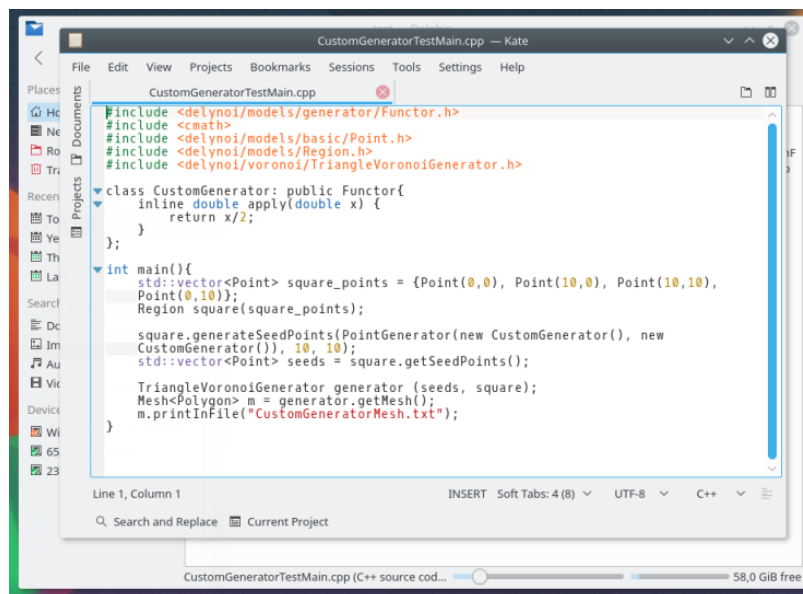 CustomGeneratorTestMain.cpp — Kate
File Edit View Projects Bookmarks Sessions Tools Settings Help
Places
CustomGeneratorTestMain.cpp
Documents
Projects
Recen
Search
Device
#include <delynoi/models/generator/Functor.h>
#include <cmath>
#include <delynoi/models/basic/Point.h>
#include <delynoi/models/Region.h>
#include <delynoi/voronoi/TriangleVoronoiGenerator.h>
class CustomGenerator: public Functor{
inline double apply(double x) {
return x/2;
}
};
int main(){
std::vector<Point> square_points = {Point(0,0), Point(10,0), Point(10,10),
Point(0,10)};
Region square(square_points);
square.generateSeedPoints(PointGenerator(new CustomGenerator(), new
CustomGenerator()), 10, 10);
std::vector<Point> seeds = square.getSeedPoints();
TriangleVoronoiGenerator generator (seeds, square);
Mesh<Polygon> m = generator.getMesh();
m.printInFile("CustomGeneratorMesh.txt");
}
Line 1, Column 1 INSERT Soft Tabs: 4 (8) UTF-8 C++
Search and Replace Current Project
CustomGeneratorTestMain.cpp (C++ source cod... 58,0 GiB free